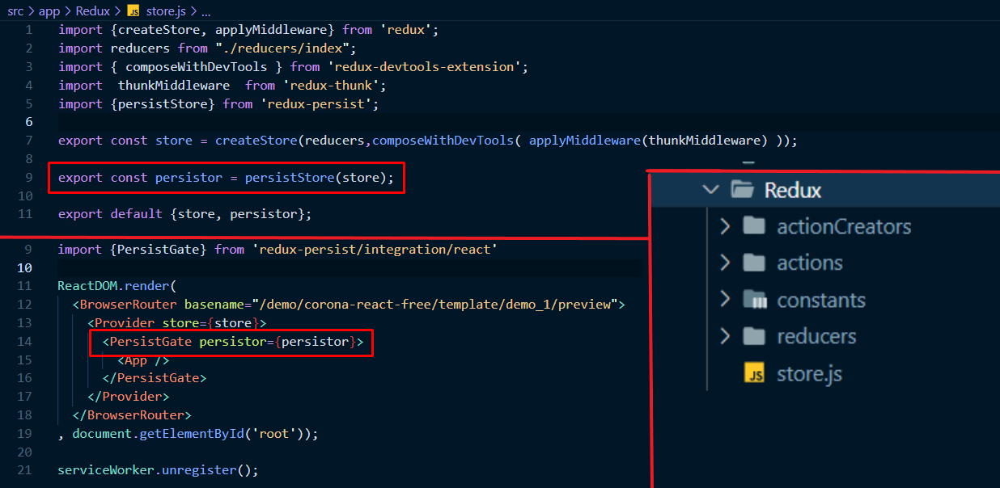 src > app > Redux > JS store.js > ...
1 import {createStore, applyMiddleware} from 'redux';
2 import reducers from "./reducers/index";
3 import { composeWithDevTools } from 'redux-devtools-extension';
4 import  thunkMiddleware  from 'redux-thunk';
5 import {persistStore} from 'redux-persist';
6
7 export const store = createStore(reducers,composeWithDevTools( applyMiddleware(thunkMiddleware) ));
8
9 export const persistor = persistStore(store);
10
11 export default {store, persistor};
9 import {PersistGate} from 'redux-persist/integration/react'
10
11 ReactDOM.render(
12   <BrowserRouter basename="/demo/corona-react-free/template/demo_1/preview">
13     <Provider store={store}>
14       <PersistGate persistor={persistor}>
15         <App />
16       </PersistGate>
17     </Provider>
18   </BrowserRouter>
19 , document.getElementById('root'));
20
21 serviceWorker.unregister();
Redux
actionCreators
actions
constants
reducers
JS store.js